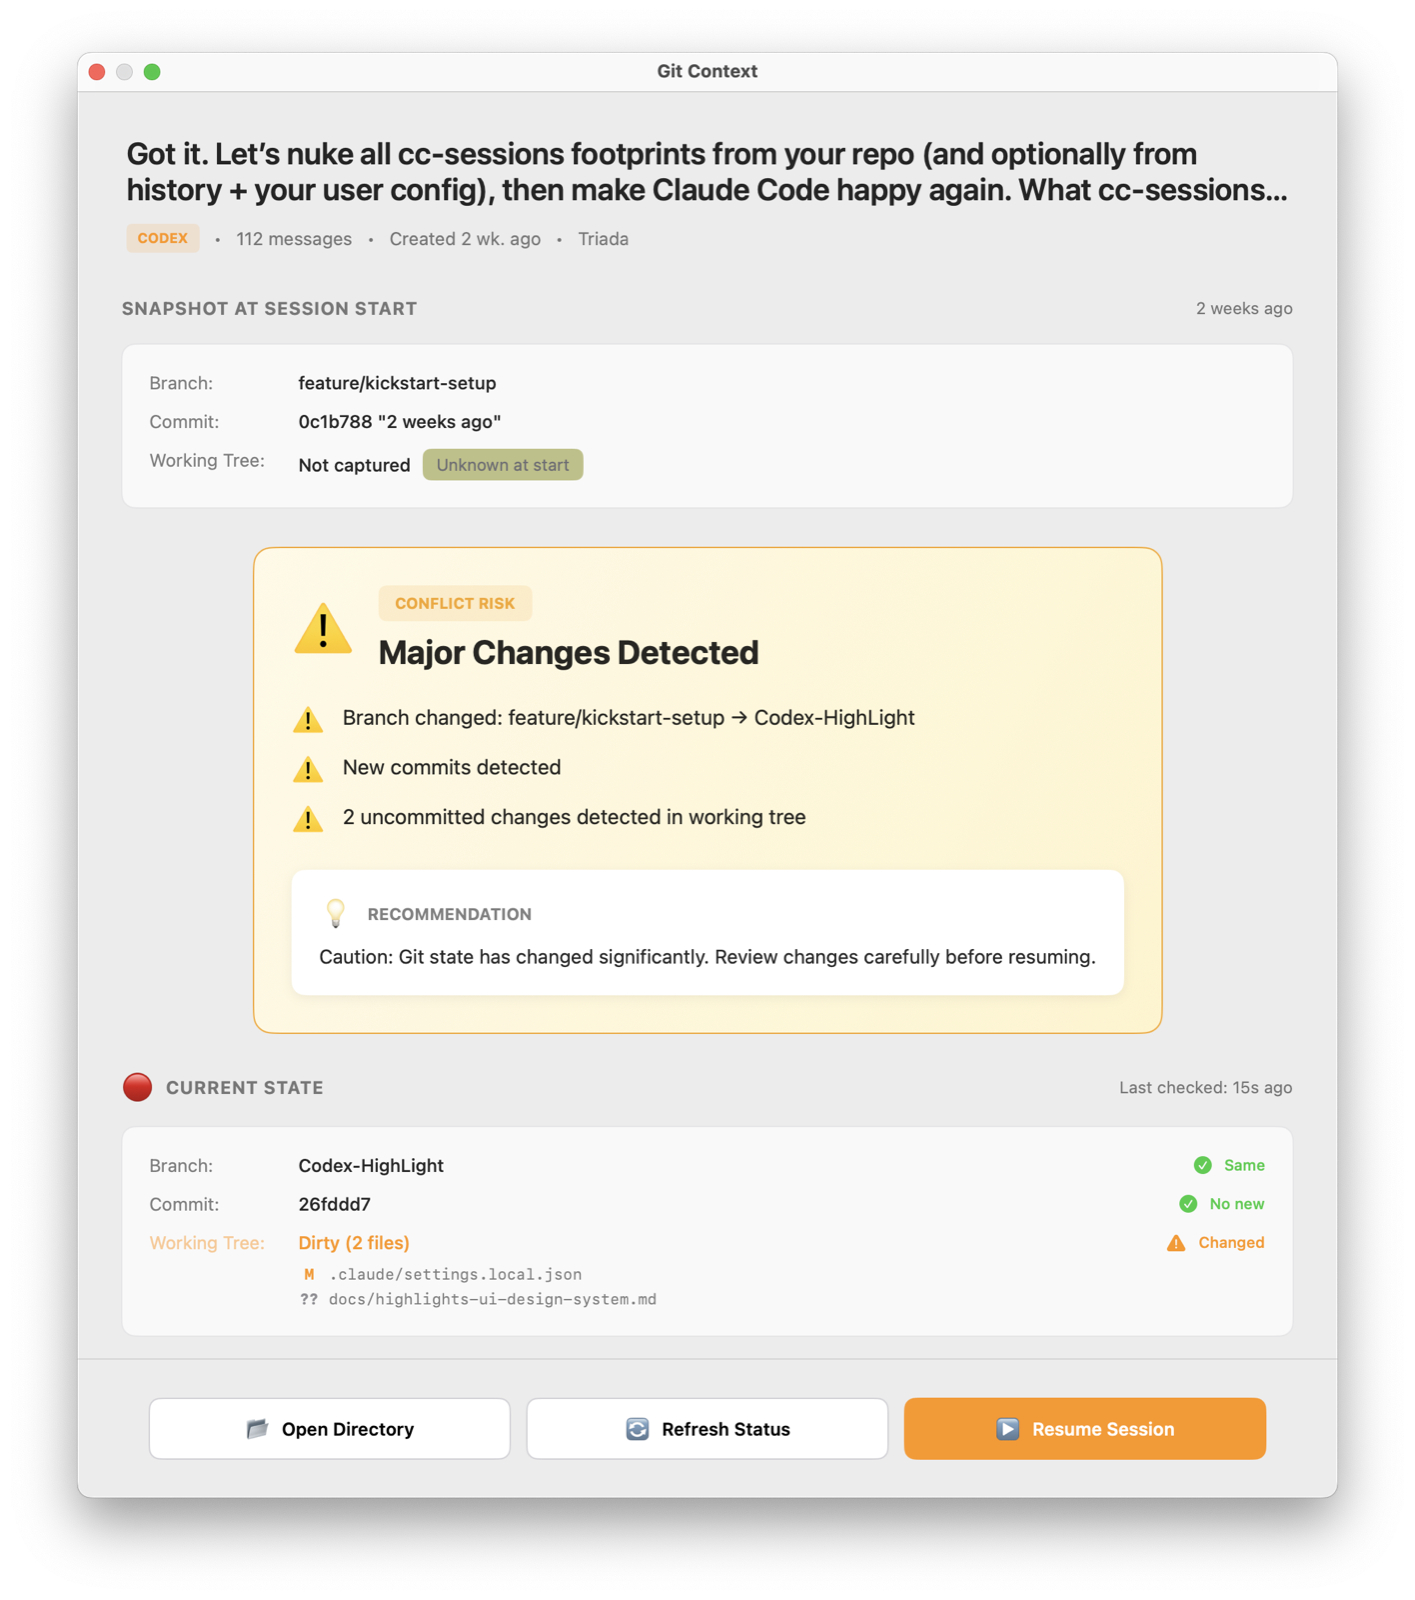 Git Context
Got it. Let’s nuke all cc-sessions footprints from your repo (and optionally from
history + your user config), then make Claude Code happy again. What cc-sessions...
CODEX • 112 messages • Created 2 wk. ago • Triada
SNAPSHOT AT SESSION START 2 weeks ago
Branch: feature/kickstart-setup
Commit: 0c1b788 "2 weeks ago"
Working Tree: Not captured Unknown at start
CONFLICT RISK
Major Changes Detected
Branch changed: feature/kickstart-setup → Codex-HighLight
New commits detected
2 uncommitted changes detected in working tree
RECOMMENDATION
Caution: Git state has changed significantly. Review changes carefully before resuming.
CURRENT STATE Last checked: 15s ago
Branch: Codex-HighLight Same
Commit: 26fddd7 No new
Working Tree: Dirty (2 files) Changed
M .claude/settings.local.json
?? docs/highlights-ui-design-system.md
Open Directory Refresh Status Resume Session